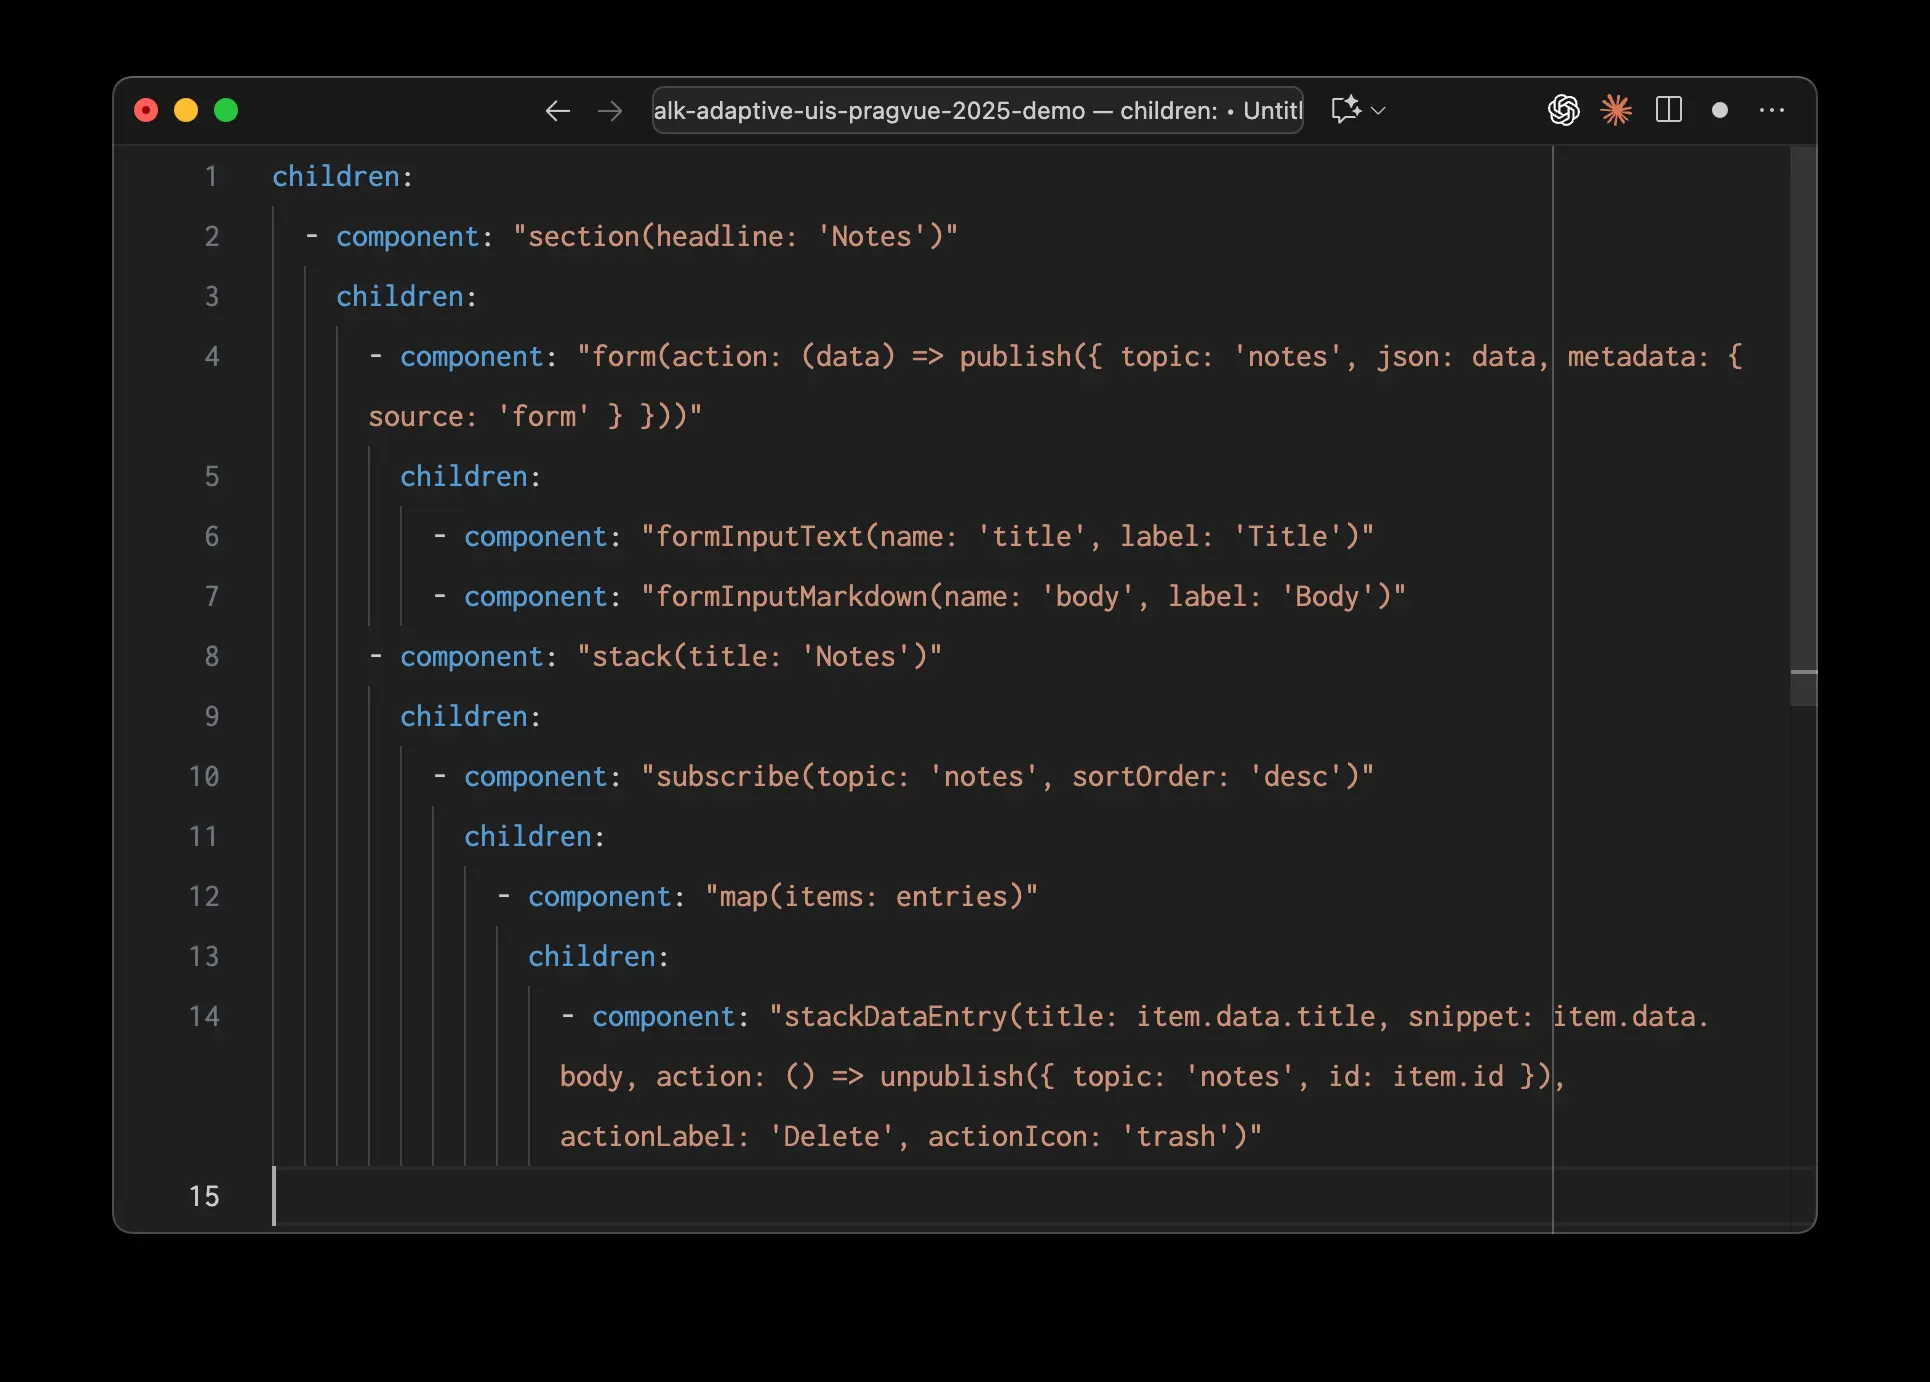 alk-adaptive-uis-pragvue-2025-demo — children: • Untitl
1 children:
2 - component: "section(headline: 'Notes')"
3 children:
4 - component: "form(action: (data) => publish({ topic: 'notes', json: data, metadata: {
source: 'form' } }))"
5 children:
6 - component: "formInputText(name: 'title', label: 'Title')"
7 - component: "formInputMarkdown(name: 'body', label: 'Body')"
8 - component: "stack(title: 'Notes')"
9 children:
10 - component: "subscribe(topic: 'notes', sortOrder: 'desc')"
11 children:
12 - component: "map(items: entries)"
13 children:
14 - component: "stackDataEntry(title: item.data.title, snippet: item.data.
body, action: () => unpublish({ topic: 'notes', id: item.id }),
actionLabel: 'Delete', actionIcon: 'trash')"
15